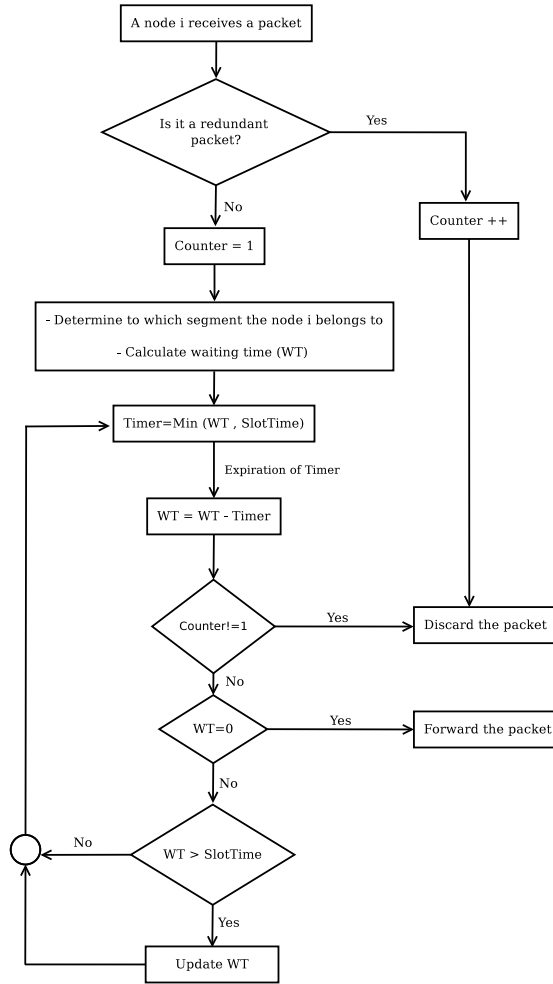 A node i receives a packet
Is it a redundant
packet?
Yes
No
Counter ++
Counter = 1
- Determine to which segment the node i belongs to
- Calculate waiting time (WT)
Timer=Min (WT , SlotTime)
Expiration of Timer
WT = WT - Timer
Counter!=1
Yes
Discard the packet
No
WT=0
Yes
Forward the packet
No
WT > SlotTime
No
Yes
Update WT